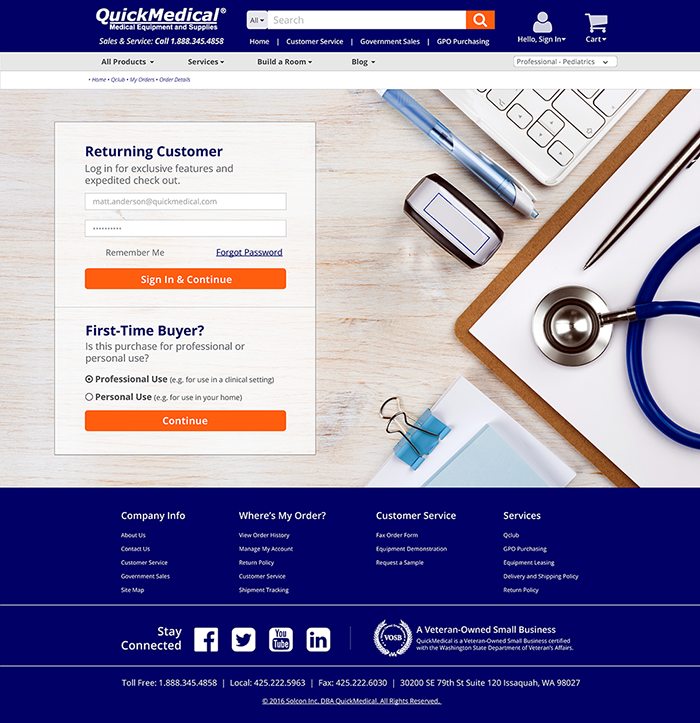 QuickMedical®
Medical Equipment and Supplies
Sales & Service: Call 1.888.345.4858
All
Search
Home | Customer Service | Government Sales | GPO Purchasing
Hello, Sign In
Cart
All Products
Services
Build a Room
Blog
Professional - Pediatrics
• Home • Qclub • My Orders • Order Details
Returning Customer
Log in for exclusive features and
expedited check out.
matt.anderson@quickmedical.com
••••••••••
Remember Me
Forgot Password
Sign In & Continue
First-Time Buyer?
Is this purchase for professional or
personal use?
Professional Use (e.g. for use in a clinical setting)
Personal Use (e.g. for use in your home)
Continue
Company Info
About Us
Contact Us
Customer Service
Government Sales
Site Map
Where's My Order?
View Order History
Manage My Account
Return Policy
Customer Service
Shipment Tracking
Customer Service
Fax Order Form
Equipment Demonstration
Request a Sample
Services
Qclub
GPO Purchasing
Equipment Leasing
Delivery and Shipping Policy
Return Policy
Stay
Connected
You
Tube
VOSB
A Veteran-Owned Small Business
QuickMedical is a Veteran-Owned Small Business certified
with the Washington State Department of Veteran's Affairs.
Toll Free: 1.888.345.4858 | Local: 425.222.5963 | Fax: 425.222.6030 | 30200 SE 79th St Suite 120 Issaquah, WA 98027
© 2016 Solcon Inc. DBA QuickMedical. All Rights Reserved.